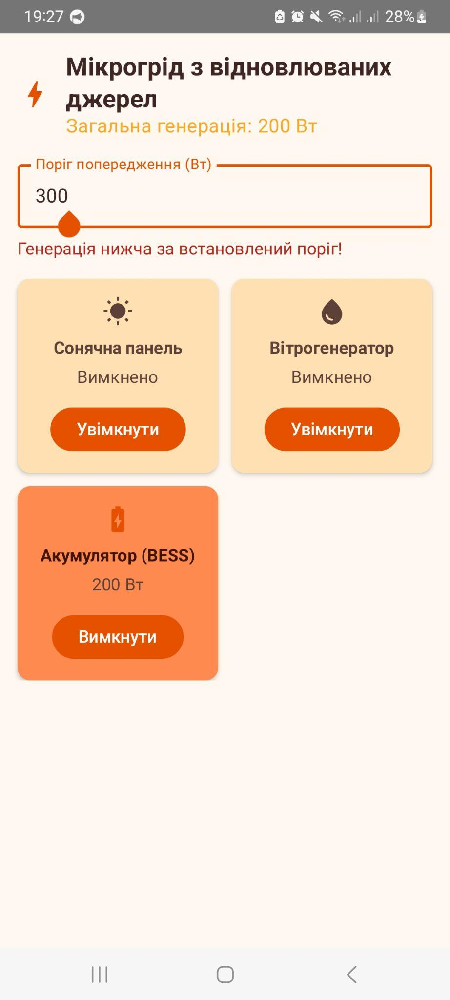 19:27
28%
Мікрогрід з відновлюваних
джерел
Загальна генерація: 200 Вт
Поріг попередження (Вт)
300
Генерація нижча за встановлений поріг!
Сонячна панель
Вимкнено
Увімкнути
Вітрогенератор
Вимкнено
Увімкнути
Акумулятор (BESS)
200 Вт
Вимкнути